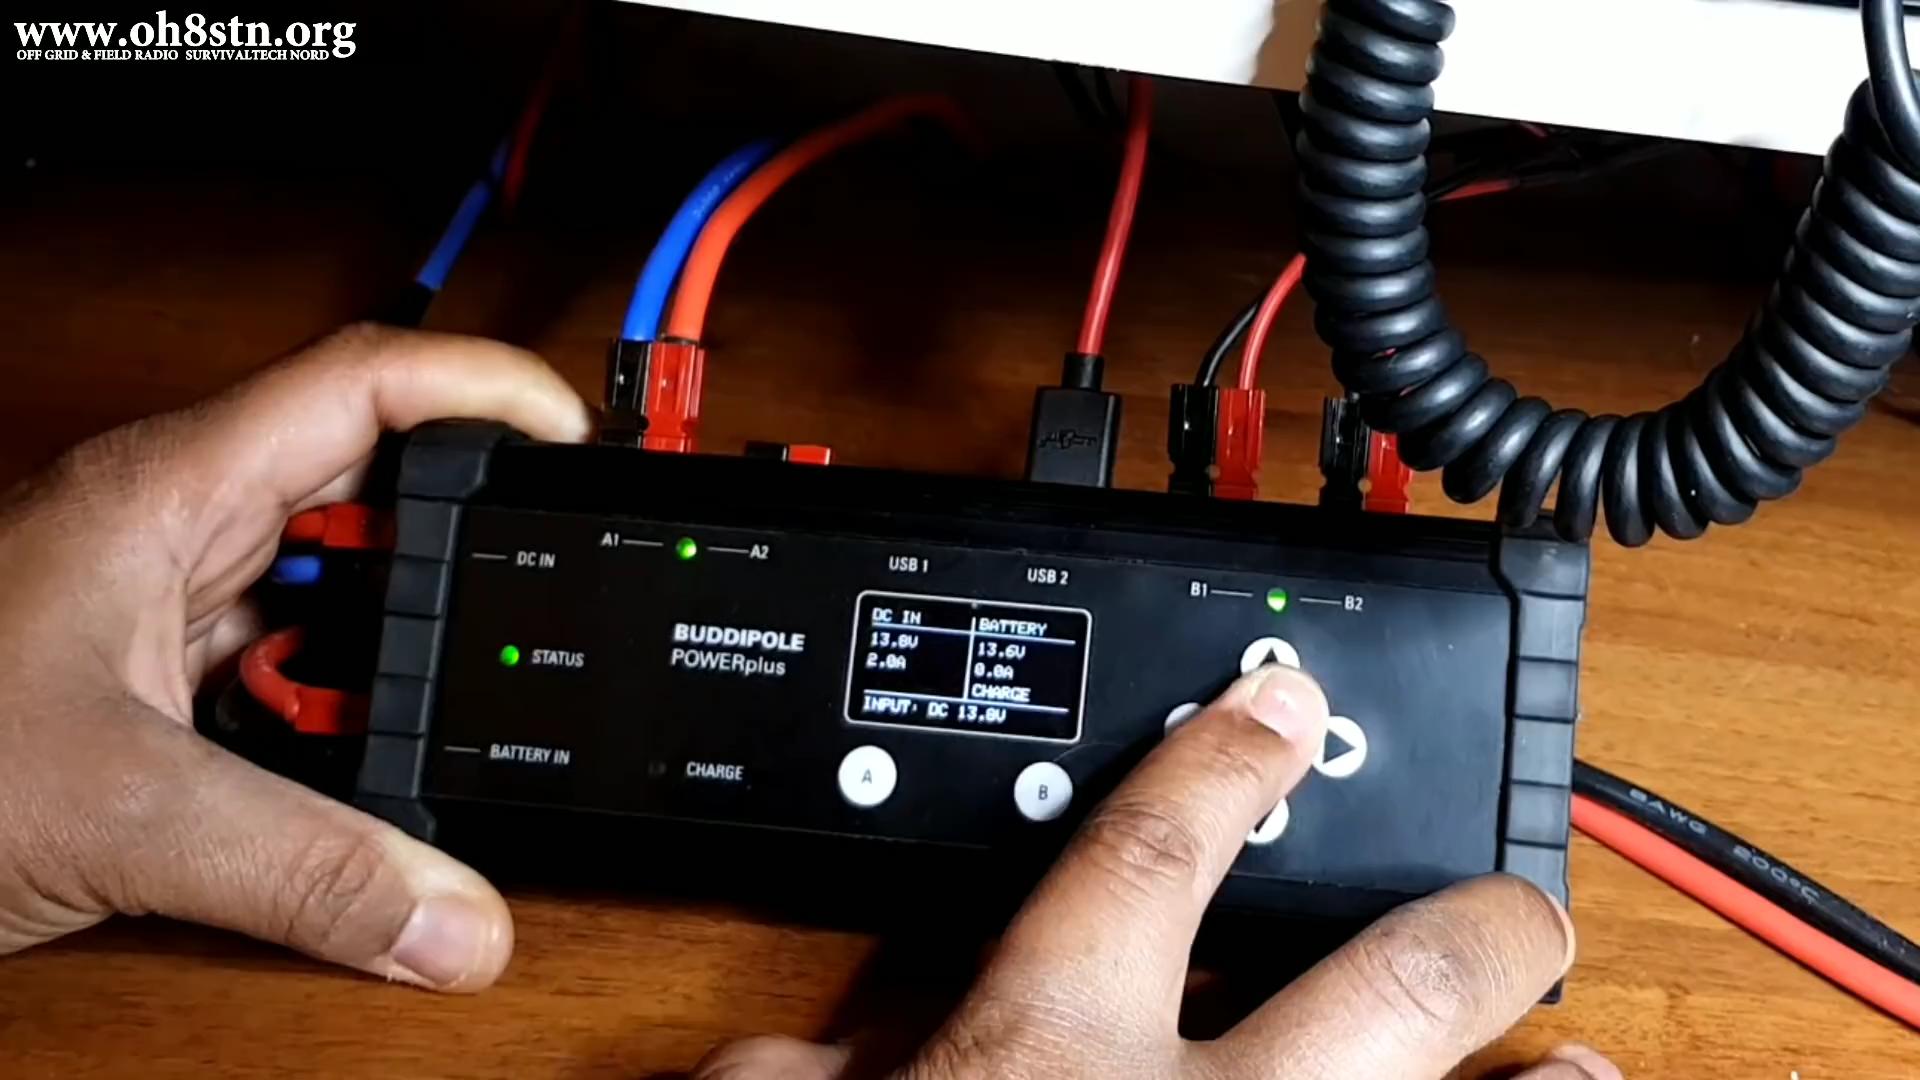 www.oh8stn.org
OFF GRID & FIELD RADIO SURVIVALTECH NORD
A1
A2
DC IN
USB 1
USB 2
B1
B2
DC IN
BATTERY
13.8V
13.6V
2.0A
0.0A
CHARGE
INPUT: DC 13.8V
BUDDIPOLE
POWERplus
STATUS
BATTERY IN
CHARGE
A
B
8AWG
200°C